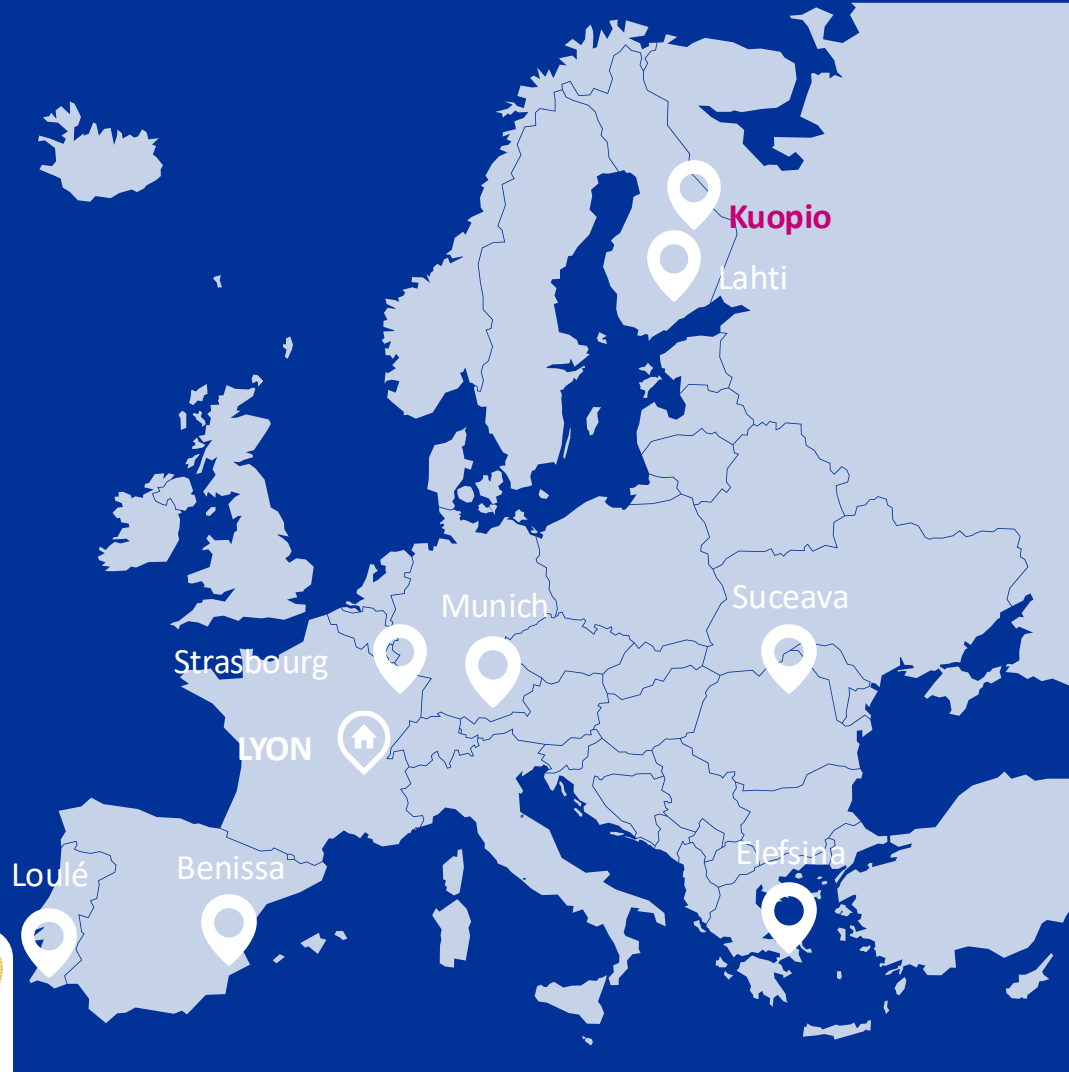 Kuopio
Lahti
Munich
Suceava
Strasbourg
LYON
Elefsina
Loulé
Benissa